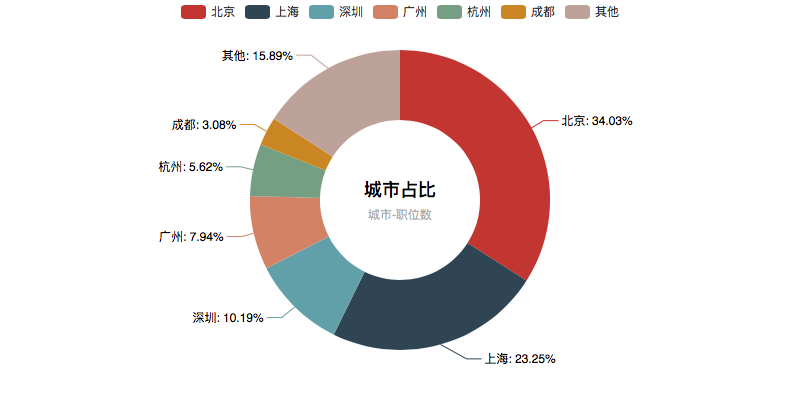 北京 上海 深圳 广州 杭州 成都 其他
其他: 15.89%
北京: 34.03%
成都: 3.08%
杭州: 5.62%
城市占比
城市-职位数
广州: 7.94%
深圳: 10.19%
上海: 23.25%